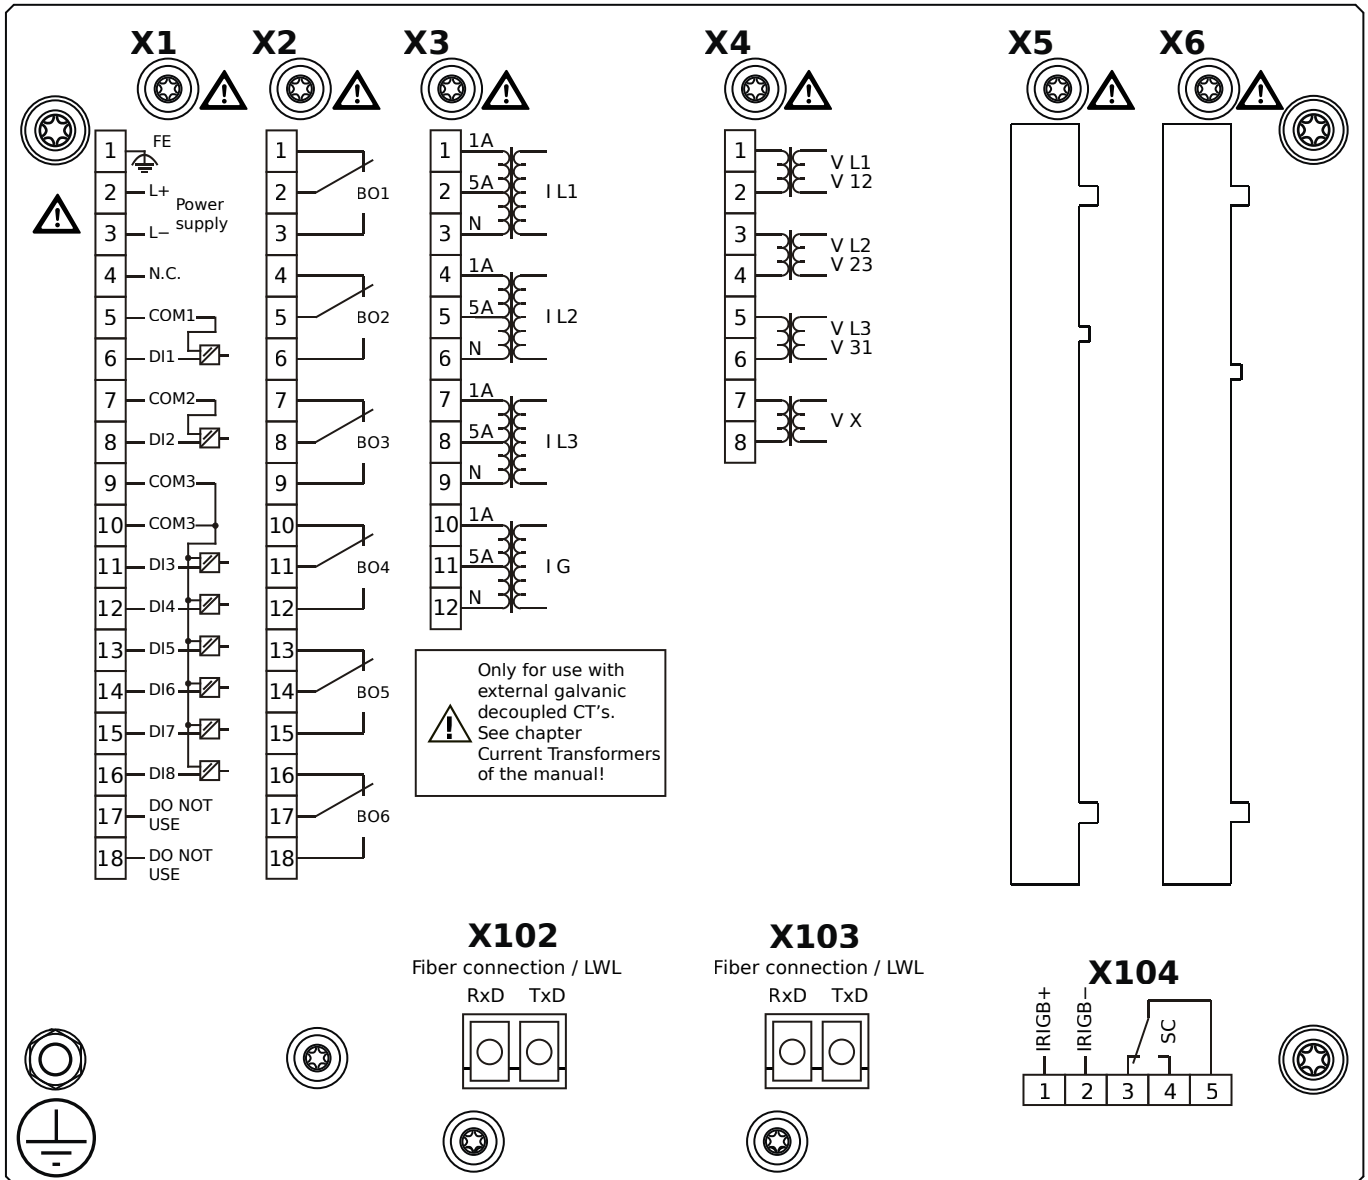 X1
X2
X3
X4
X5
X6
1 FE
2 L+
Power
supply
3 L−
4 N.C.
5 COM1
6 DI1
7 COM2
8 DI2
9 COM3
10 COM3
11 DI3
12 DI4
13 DI5
14 DI6
15 DI7
16 DI8
17 DO NOT
USE
18 DO NOT
USE
1
2 BO1
3
4
5 BO2
6
7
8 BO3
9
10
11 BO4
12
13
14 BO5
15
16
17 BO6
18
1 1A
2 5A I L1
3 N
4 1A
5 5A I L2
6 N
7 1A
8 5A I L3
9 N
10 1A
11 5A I G
12 N
Only for use with
external galvanic
decoupled CT's.
See chapter
Current Transformers
of the manual!
1 V L1
2 V 12
3 V L2
4 V 23
5 V L3
6 V 31
7 V X
8
X102
Fiber connection / LWL
RxD TxD
X103
Fiber connection / LWL
RxD TxD
X104
IRIGB+
IRIGB−
SC
1 2 3 4 5